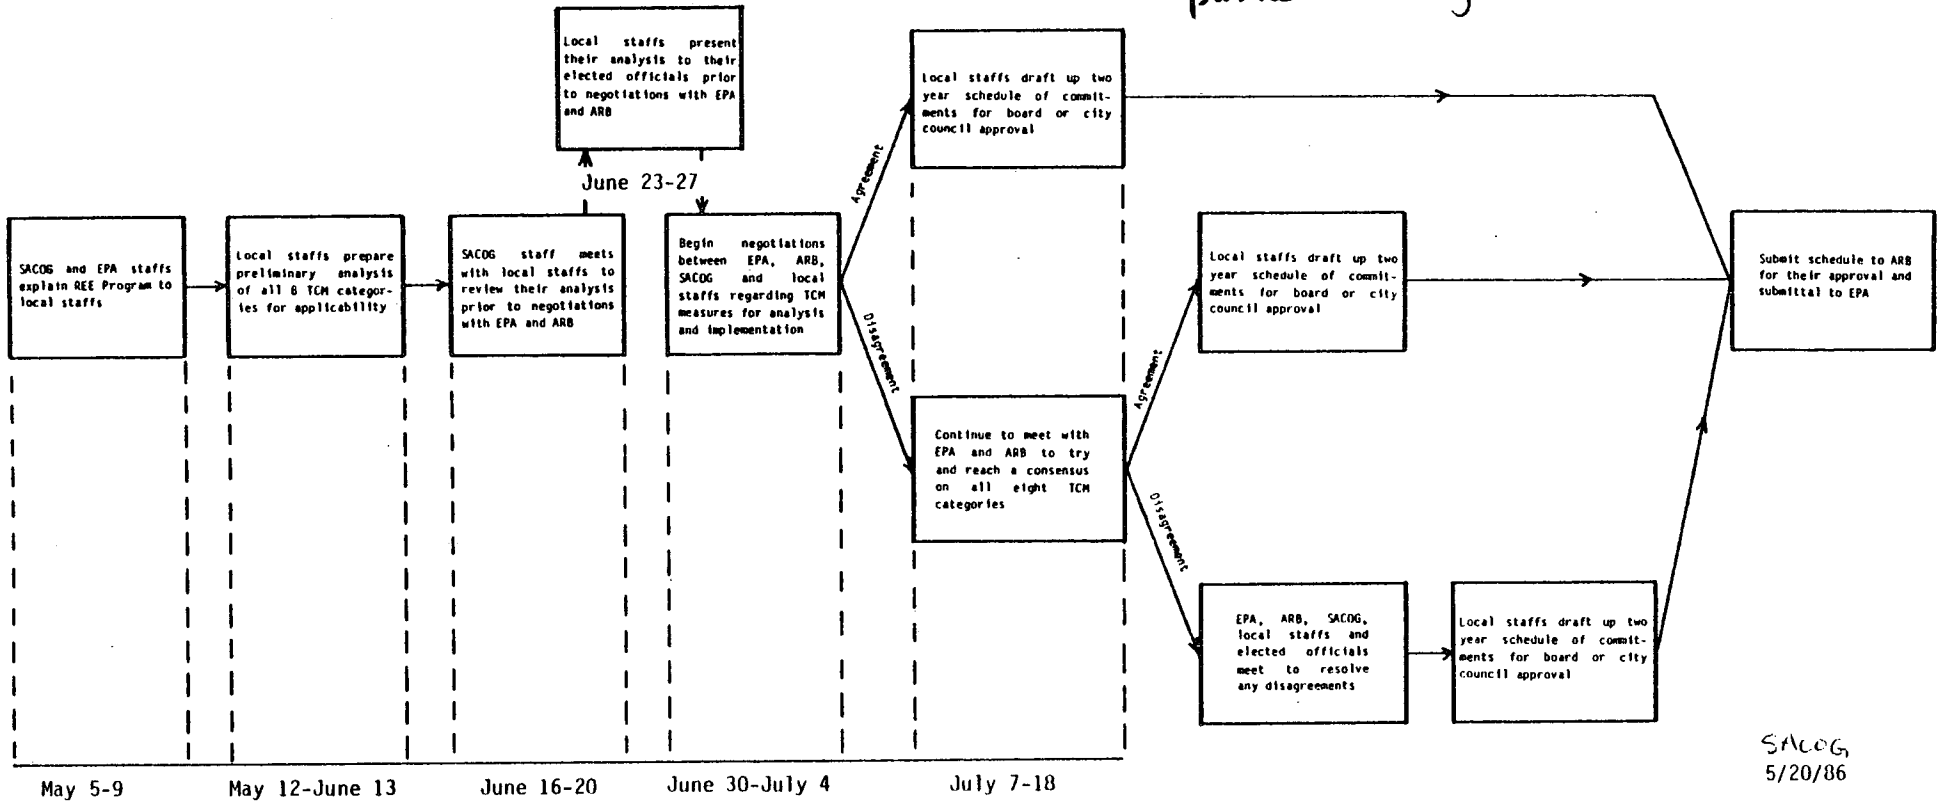 Local staffs present
their analysis to their
elected officials prior
to negotiations with EPA
and ARB
June 23-27
SACOG and EPA staffs
explain REE Program to
local staffs
Local staffs prepare
preliminary analysis
of all 8 TCM categor-
ies for applicability
SACOG staff meets
with local staffs to
review their analysis
prior to negotiations
with EPA and ARB
Begin negotiations
between EPA, ARB,
SACOG and local
staffs regarding TCM
measures for analysis
and implementation
Agreement
Disagreement
Local staffs draft up two
year schedule of commit-
ments for board or city
council approval
Continue to meet with
EPA and ARB to try
and reach a consensus
on all eight TCM
categories
Agreement
Disagreement
Local staffs draft up two
year schedule of commit-
ments for board or city
council approval
EPA, ARB, SACOG,
local staffs and
elected officials
meet to resolve
any disagreements
Local staffs draft up two
year schedule of commit-
ments for board or city
council approval
Submit schedule to ARB
for their approval and
submittal to EPA
May 5-9
May 12-June 13
June 16-20
June 30-July 4
July 7-18
SACOG
5/20/86